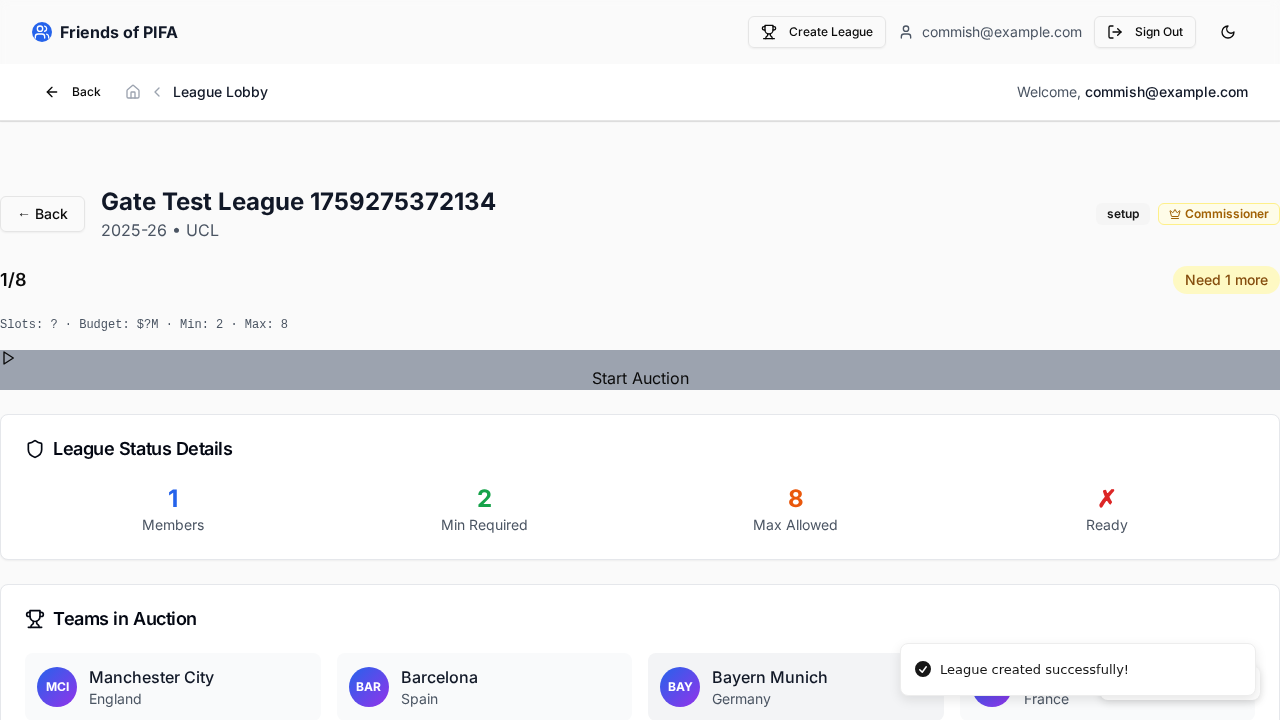 Friends of PIFA
Create League
commish@example.com
Sign Out
Back
League Lobby
Welcome, commish@example.com
← Back
Gate Test League 1759275372134
2025-26 • UCL
setup
Commissioner
1/8
Need 1 more
Slots: ? · Budget: $?M · Min: 2 · Max: 8
Start Auction
League Status Details
1
Members
2
Min Required
8
Max Allowed
✗
Ready
Teams in Auction
MCI
Manchester City
England
BAR
Barcelona
Spain
BAY
Bayern Munich
Germany
France
League created successfully!